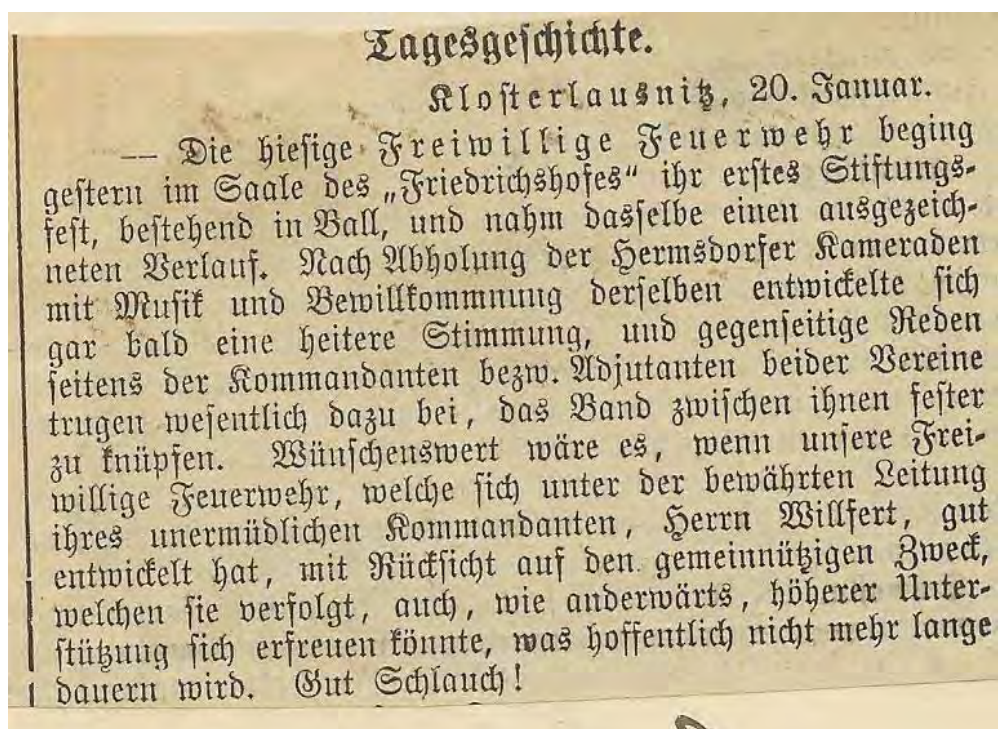 Tagesgeschichte.
Klosterlausnitz, 20. Januar.
— Die hiesige Freiwillige Feuerwehr beging
gestern im Saale des „Friedrichshofes“ ihr erstes Stiftungs-
fest, bestehend in Ball, und nahm dasselbe einen ausgezeich-
neten Verlauf. Nach Abholung der Hermsdorfer Kameraden
mit Musik und Bewillkommnung derselben entwickelte sich
gar bald eine heitere Stimmung, und gegenseitige Reden
seitens der Kommandanten bezw. Adjutanten beider Vereine
trugen wesentlich dazu bei, das Band zwischen ihnen fester
zu knüpfen. Wünschenswert wäre es, wenn unsere Frei-
willige Feuerwehr, welche sich unter der bewährten Leitung
ihres unermüdlichen Kommandanten, Herrn Willfert, gut
entwickelt hat, mit Rücksicht auf den gemeinnützigen Zweck,
welchen sie verfolgt, auch, wie anderwärts, höherer Unter-
stützung sich erfreuen könnte, was hoffentlich nicht mehr lange
dauern wird. Gut Schlauch!